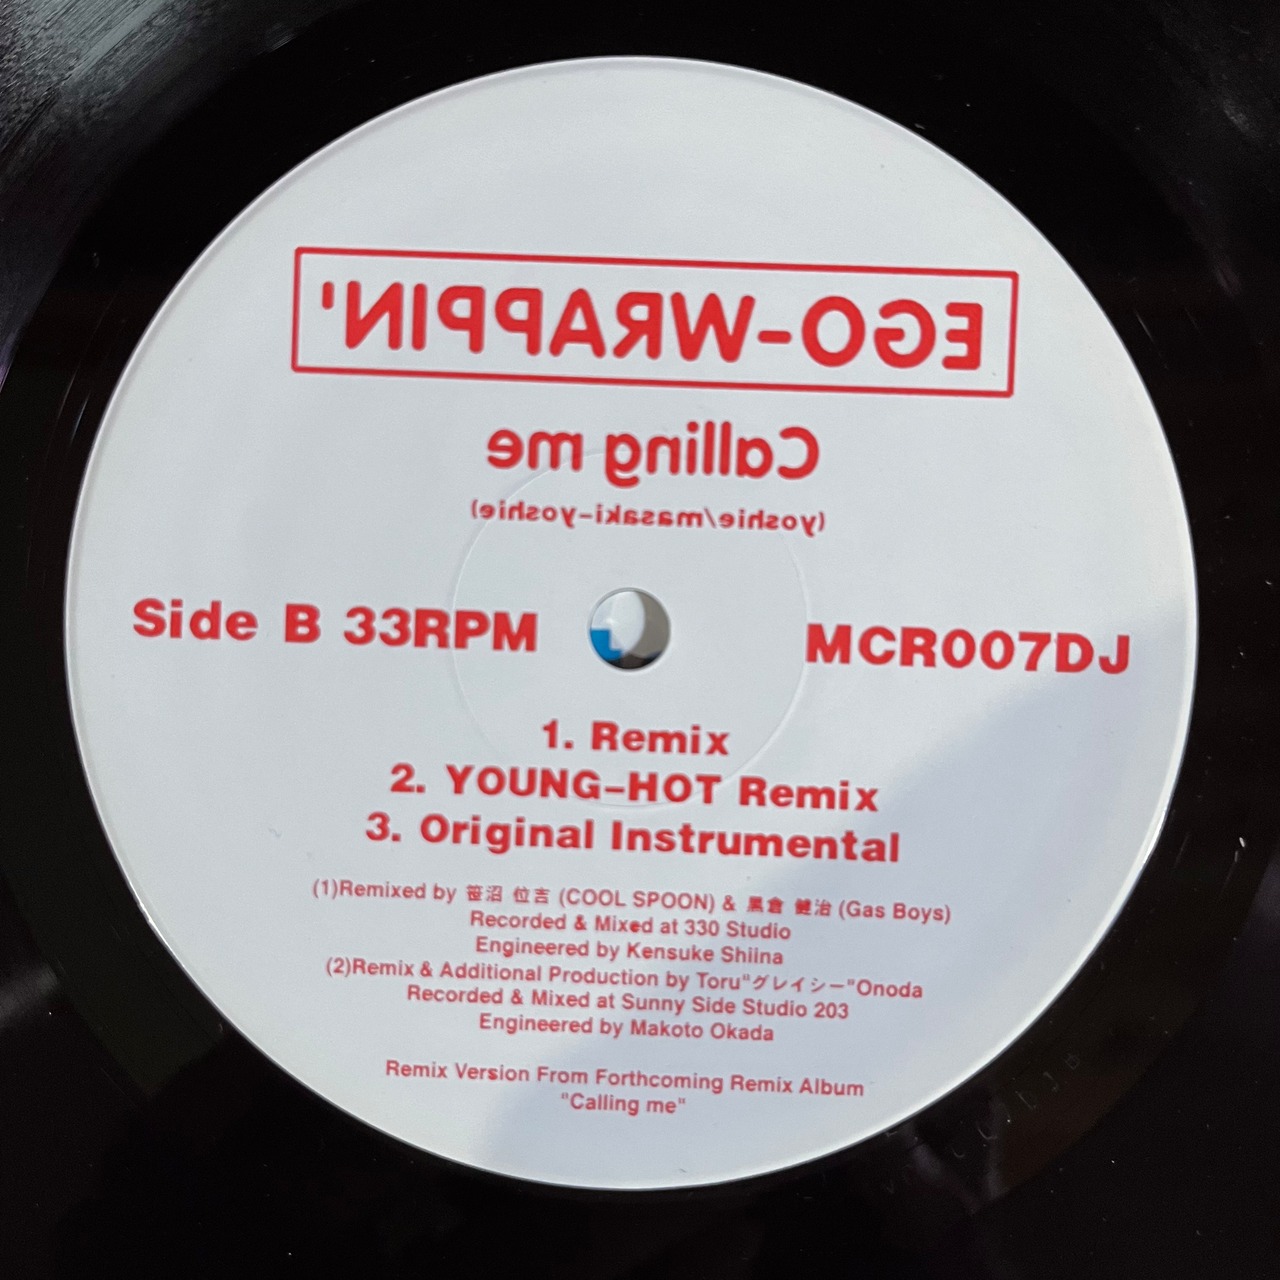 EGO-WRAPPIN'
Calling me
(yoshie/masaki-yoshie)
Side B 33RPM
MCR007DJ
1. Remix
2. YOUNG-HOT Remix
3. Original Instrumental
(1)Remixed by 笹沼 位吉 (COOL SPOON) & 黒倉 健治 (Gas Boys)
Recorded & Mixed at 330 Studio
Engineered by Kensuke Shiina
(2)Remix & Additional Production by Toru"グレイシー"Onoda
Recorded & Mixed at Sunny Side Studio 203
Engineered by Makoto Okada
Remix Version From Forthcoming Remix Album
"Calling me"